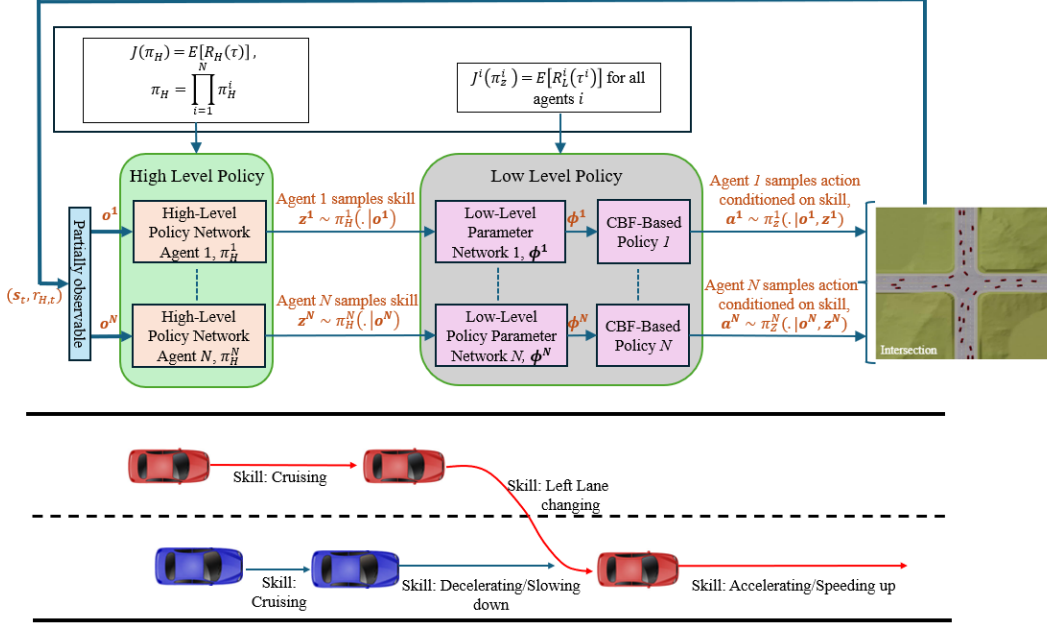 J(π_H) = E[R_H(τ)] ,
π_H = ∏_{i=1}^{N} π_H^i
J^i(π_z^i) = E[R_L^i(τ^i)] for all
agents i
High Level Policy
Low Level Policy
Partially observable
(s_t, r_{H,t})
o^1
High-Level
Policy Network
Agent 1, π_H^1
Agent 1 samples skill
z^1 ~ π_H^1(. |o^1)
Low-Level
Parameter
Network 1, ϕ^1
ϕ^1
CBF-Based
Policy 1
Agent 1 samples action
conditioned on skill,
a^1 ~ π_z^1(. |o^1, z^1)
o^N
High-Level
Policy Network
Agent N, π_H^N
Agent N samples skill
z^N ~ π_H^N(. |o^N)
Low-Level
Policy Parameter
Network N, ϕ^N
ϕ^N
CBF-Based
Policy N
Agent N samples action
conditioned on skill,
a^N ~ π_Z^N(. |o^N, z^N)
Intersection
Skill: Cruising
Skill: Left Lane
changing
Skill:
Cruising
Skill: Decelerating/Slowing
down
Skill: Accelerating/Speeding up